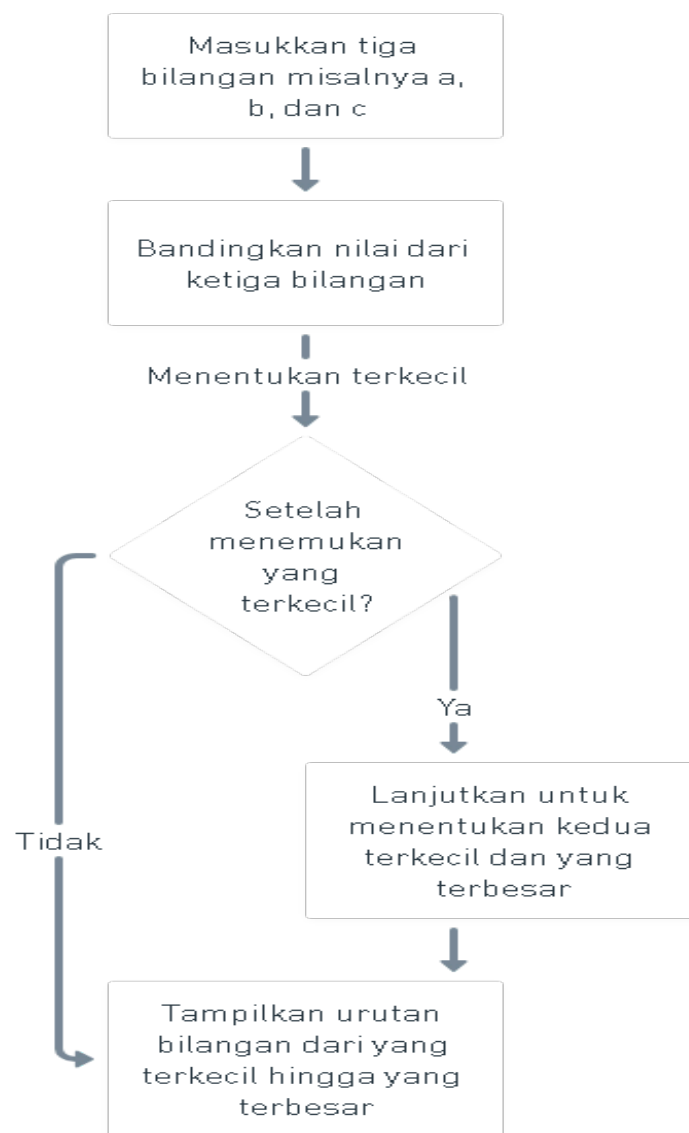 Masukkan tiga
bilangan misalnya a,
b, dan c
Bandingkan nilai dari
ketiga bilangan
Menentukan terkecil
Setelah
menemukan
yang
terkecil?
Ya
Lanjutkan untuk
menentukan kedua
terkecil dan yang
terbesar
Tidak
Tampilkan urutan
bilangan dari yang
terkecil hingga yang
terbesar